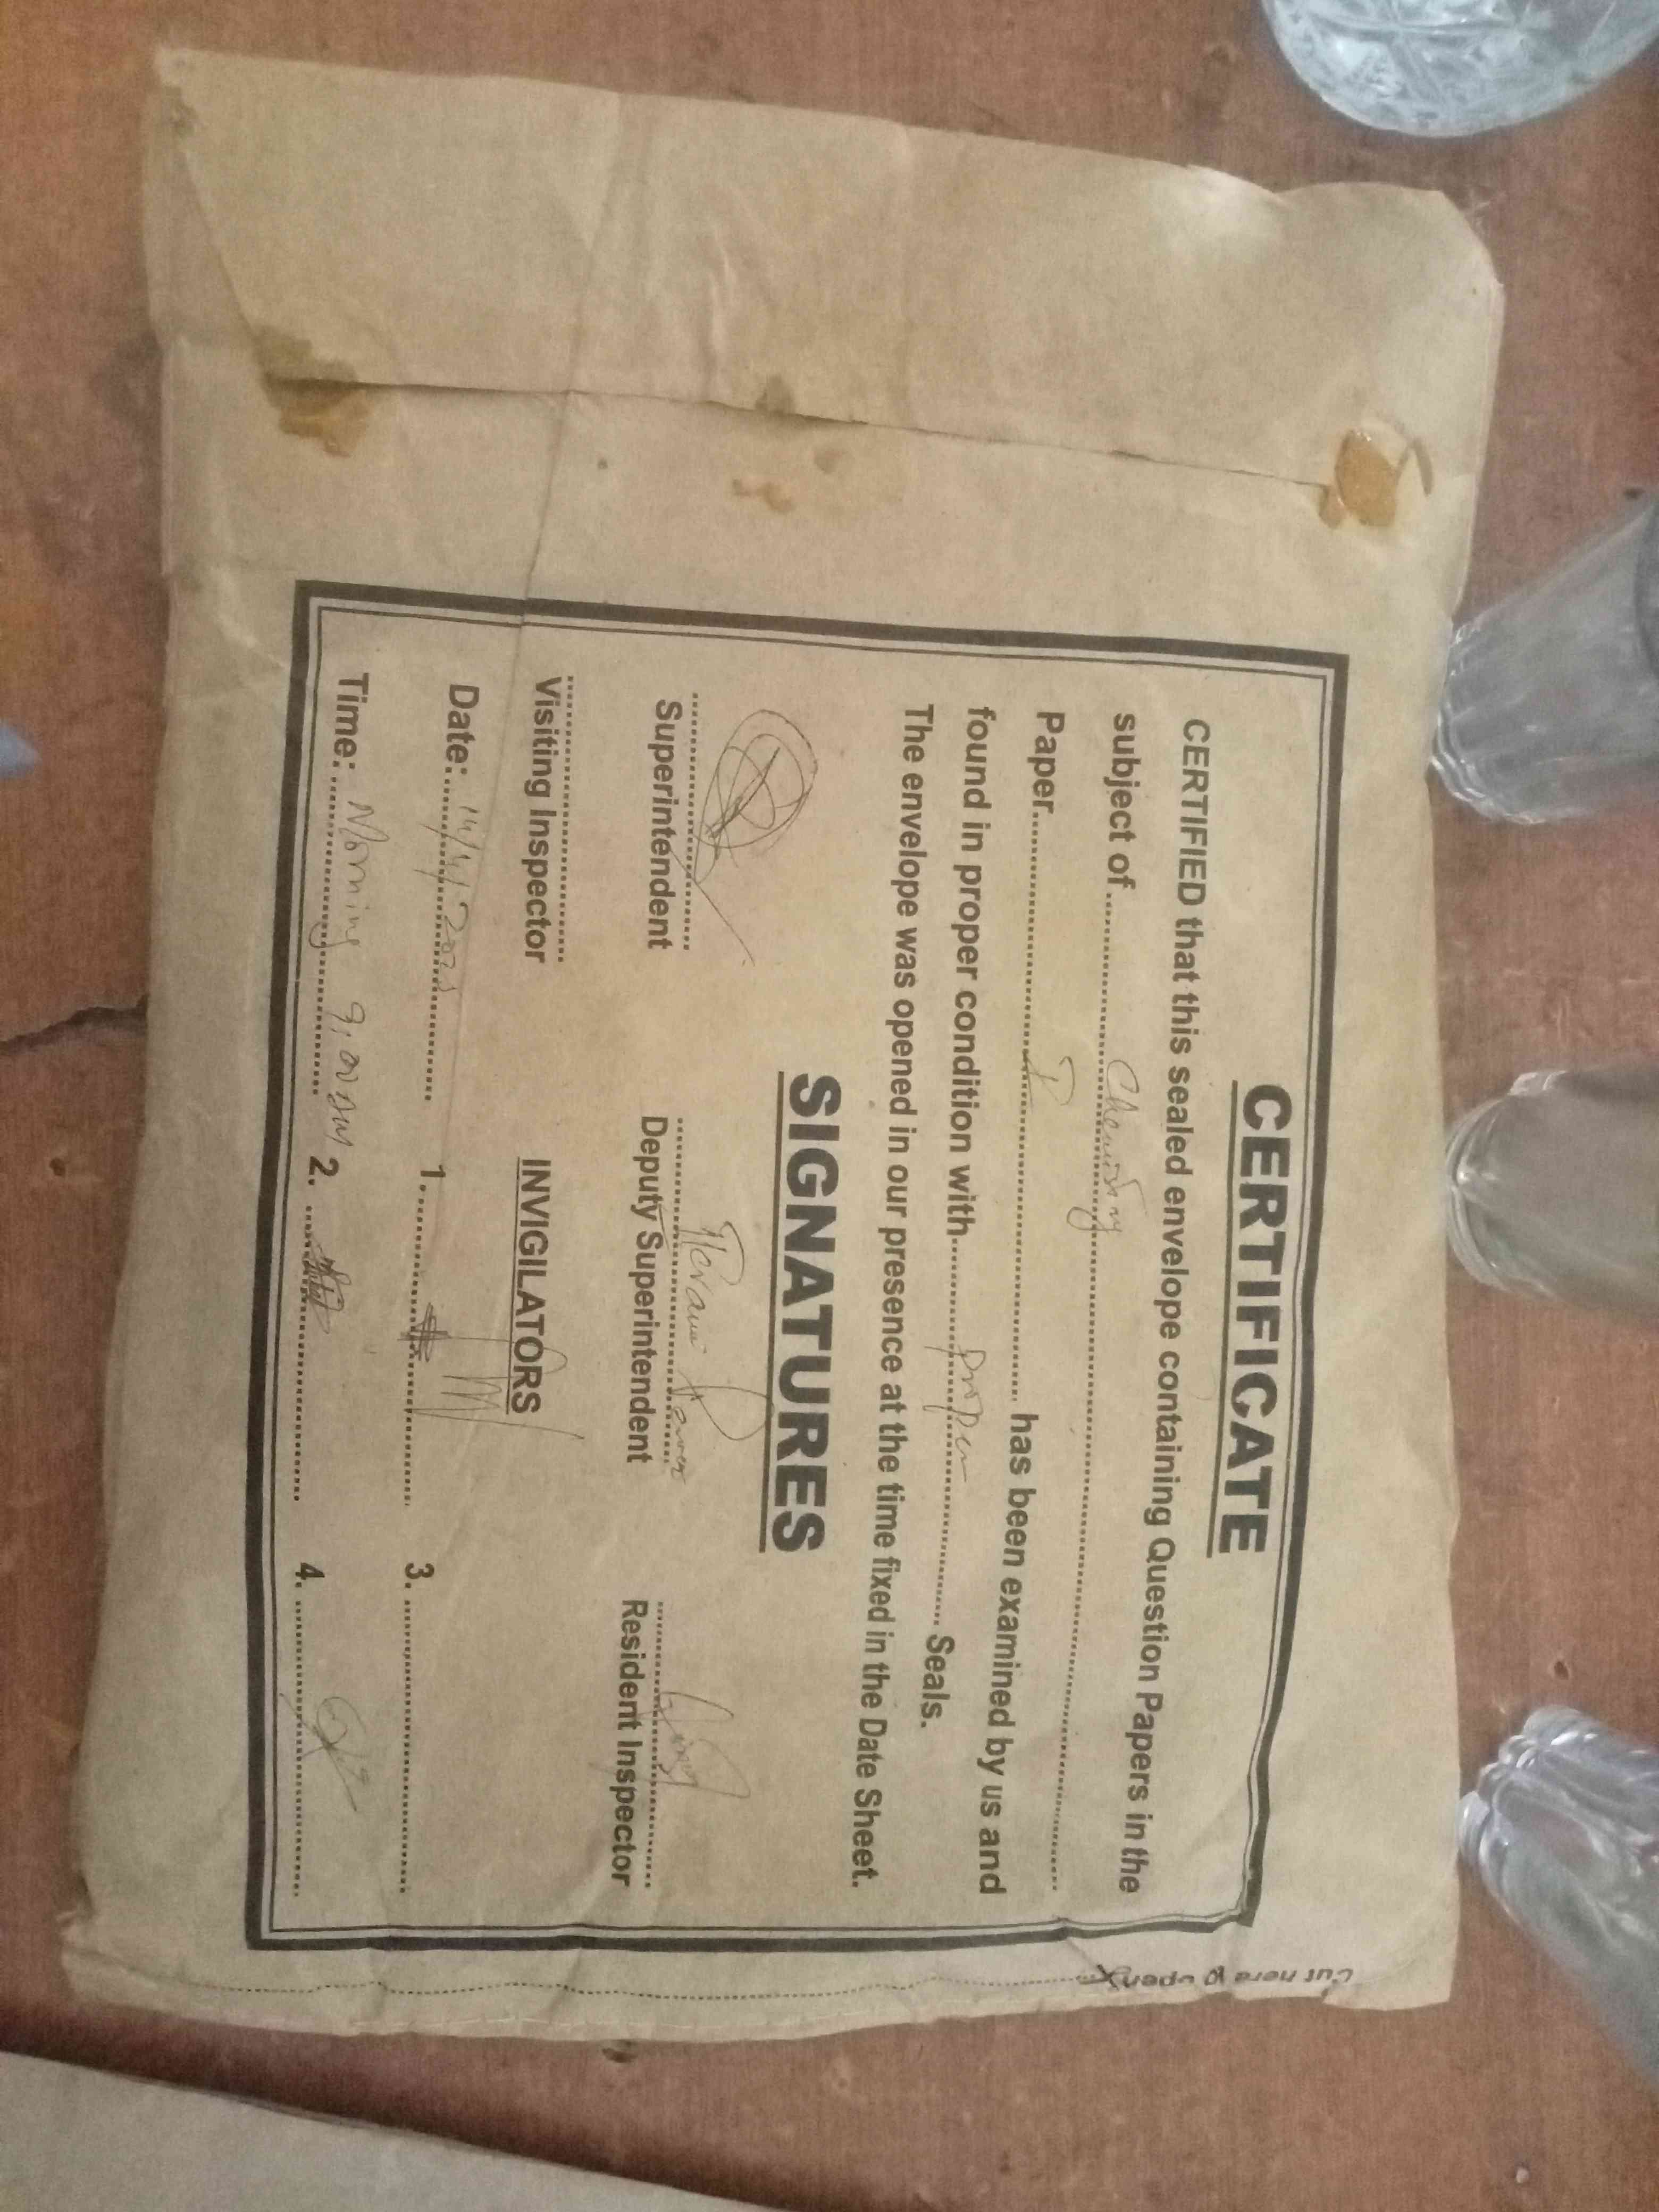 CERTIFICATE
CERTIFIED that this sealed envelope containing Question Papers in the
subject of........Chemistry........
Paper........I........ has been examined by us and
found in proper condition with........proper........ Seals.
The envelope was opened in our presence at the time fixed in the Date Sheet.
SIGNATURES
Superintendent Deputy Superintendent Resident Inspector
Visiting Inspector INVIGILATORS
Date: 1. 3.
Time: Morning 9:00 am 2. 4.
Cut here to open